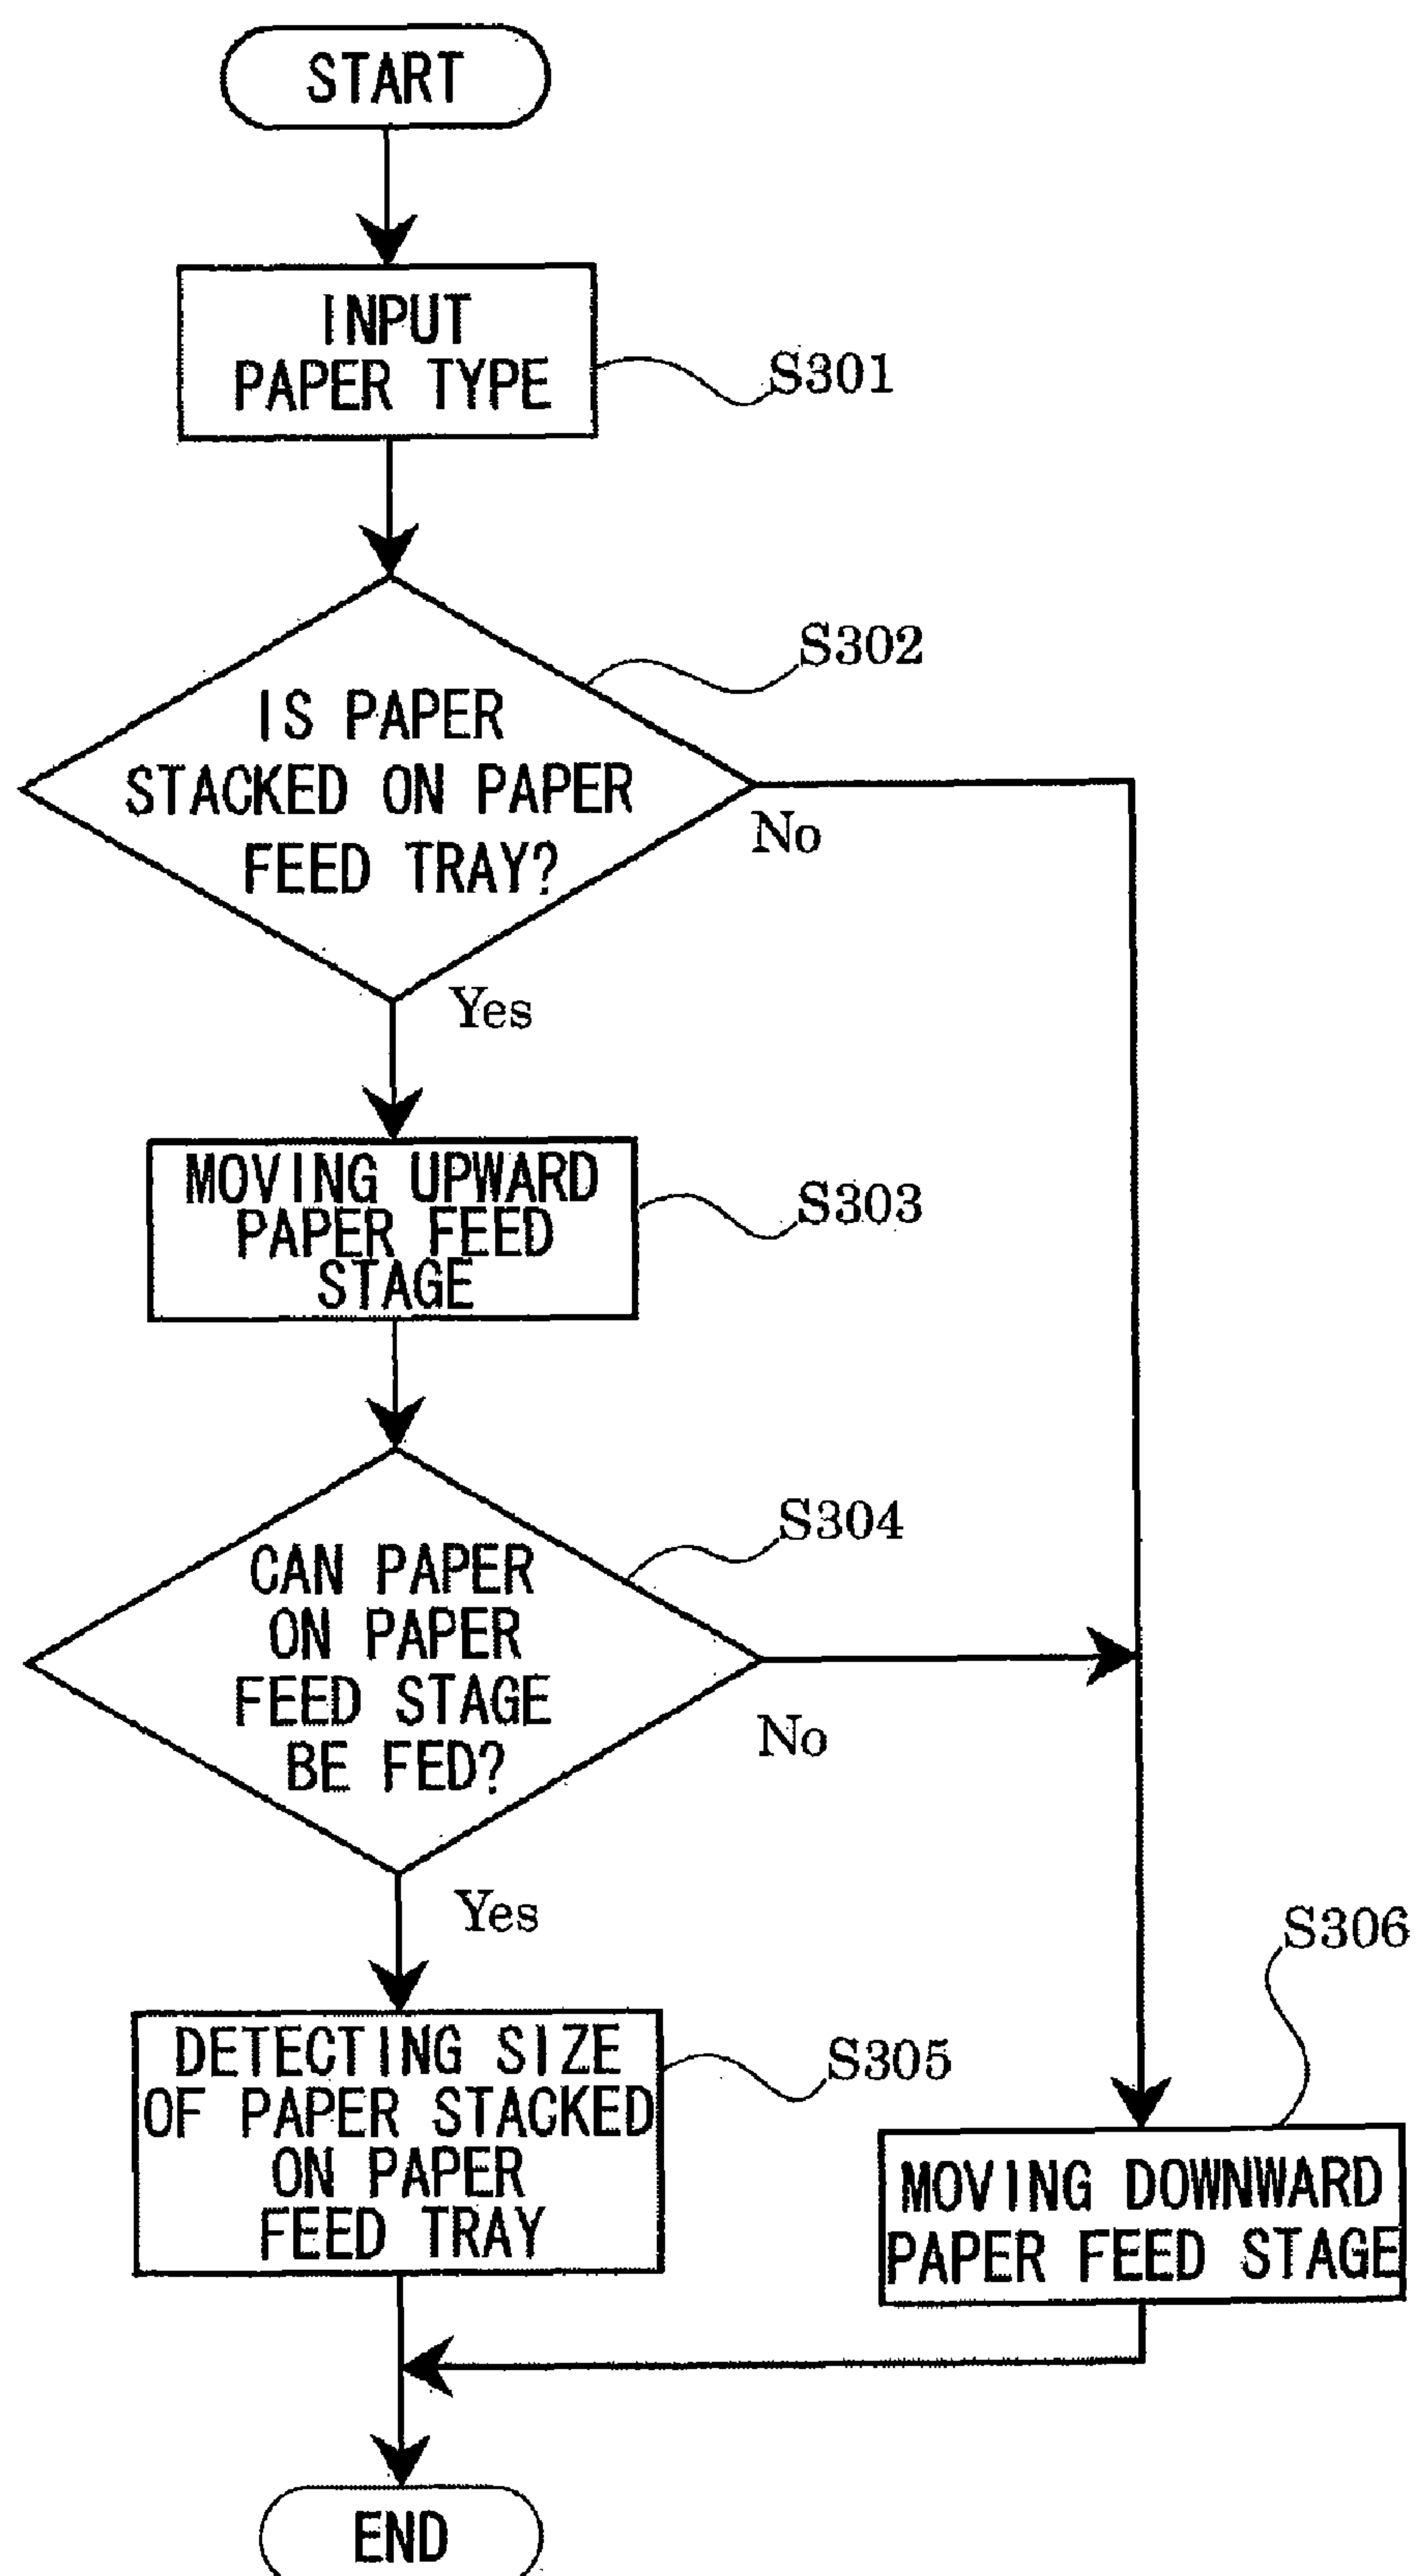 START
INPUT
PAPER TYPE
S301
S302
IS PAPER
STACKED ON PAPER
FEED TRAY?
No
Yes
MOVING UPWARD
PAPER FEED
STAGE
S303
S304
CAN PAPER
ON PAPER
FEED STAGE
BE FED?
No
Yes
DETECTING SIZE
OF PAPER STACKED
ON PAPER
FEED TRAY
S305
S306
MOVING DOWNWARD
PAPER FEED STAGE
END